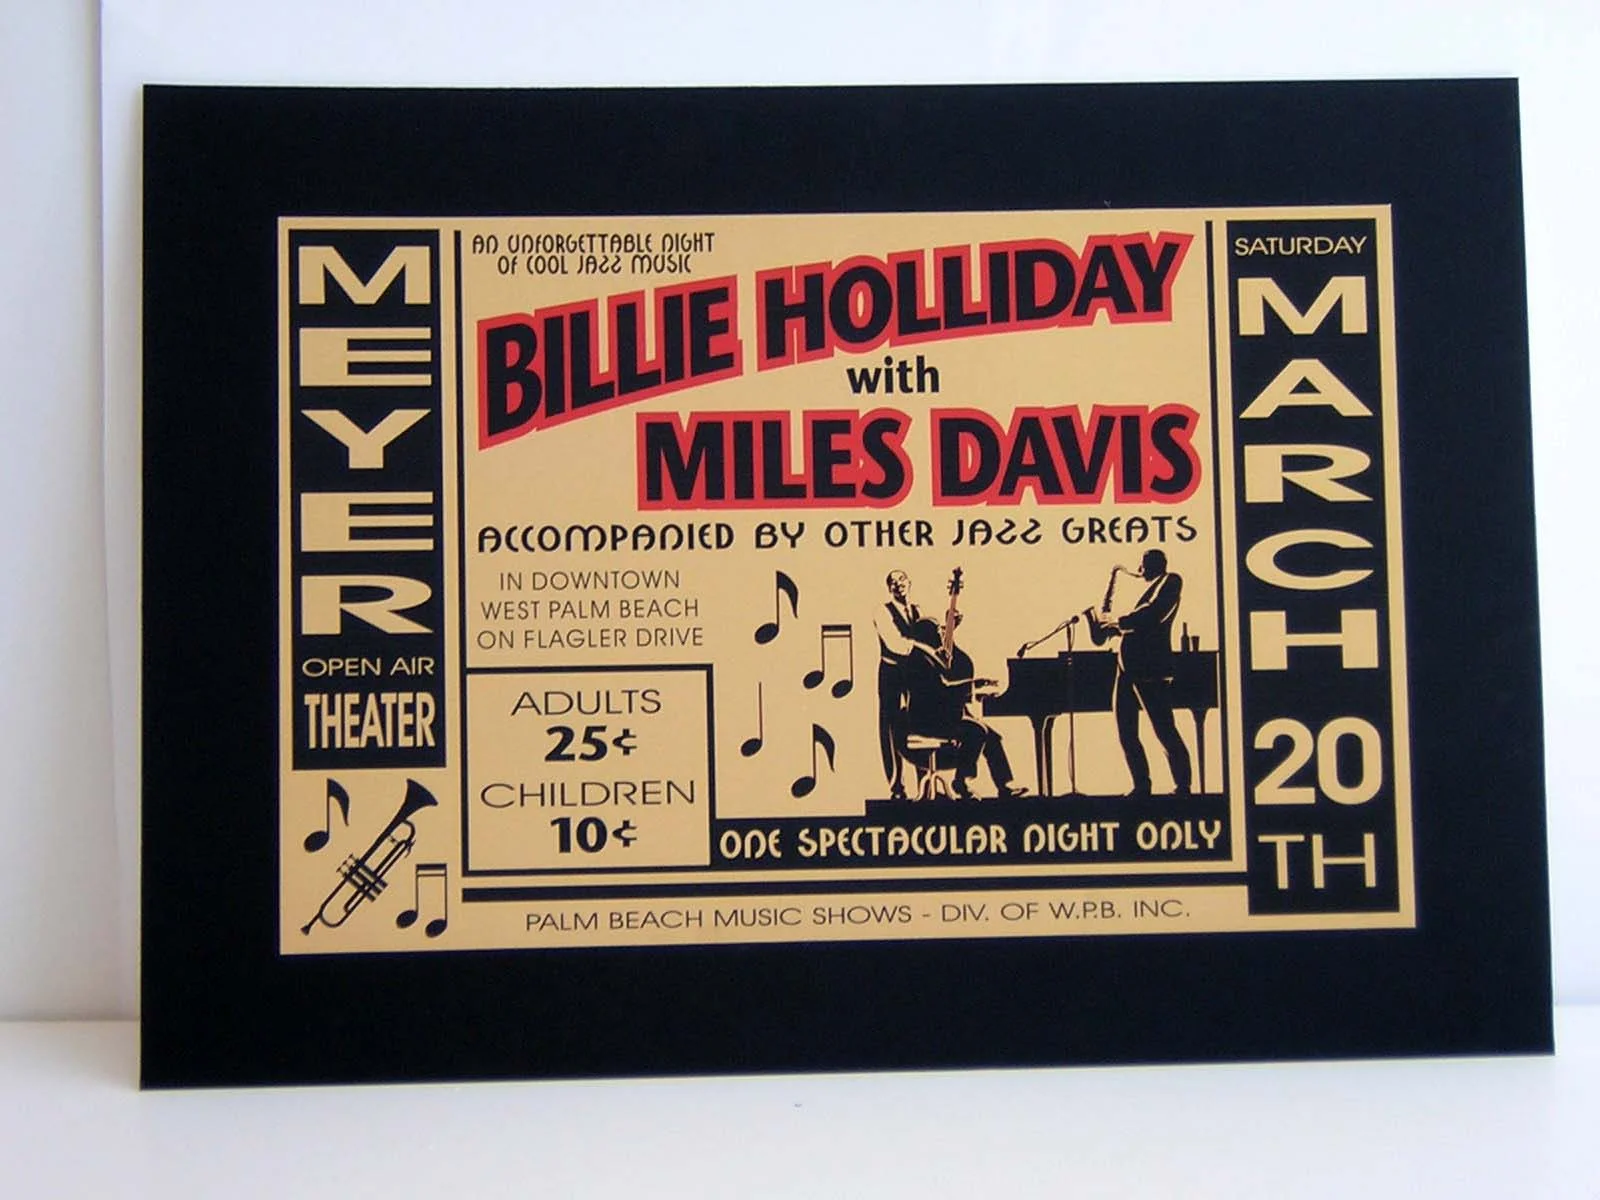 MEYER
OPEN AIR
THEATER
AN UNFORGETTABLE NIGHT
OF COOL JAZZ MUSIC
BILLIE HOLLIDAY
with
MILES DAVIS
ACCOMPANIED BY OTHER JAZZ GREATS
IN DOWNTOWN
WEST PALM BEACH
ON FLAGLER DRIVE
ADULTS
25¢
CHILDREN
10¢
ONE SPECTACULAR NIGHT ONLY
PALM BEACH MUSIC SHOWS - DIV. OF W.P.B. INC.
SATURDAY
MARCH
20
TH